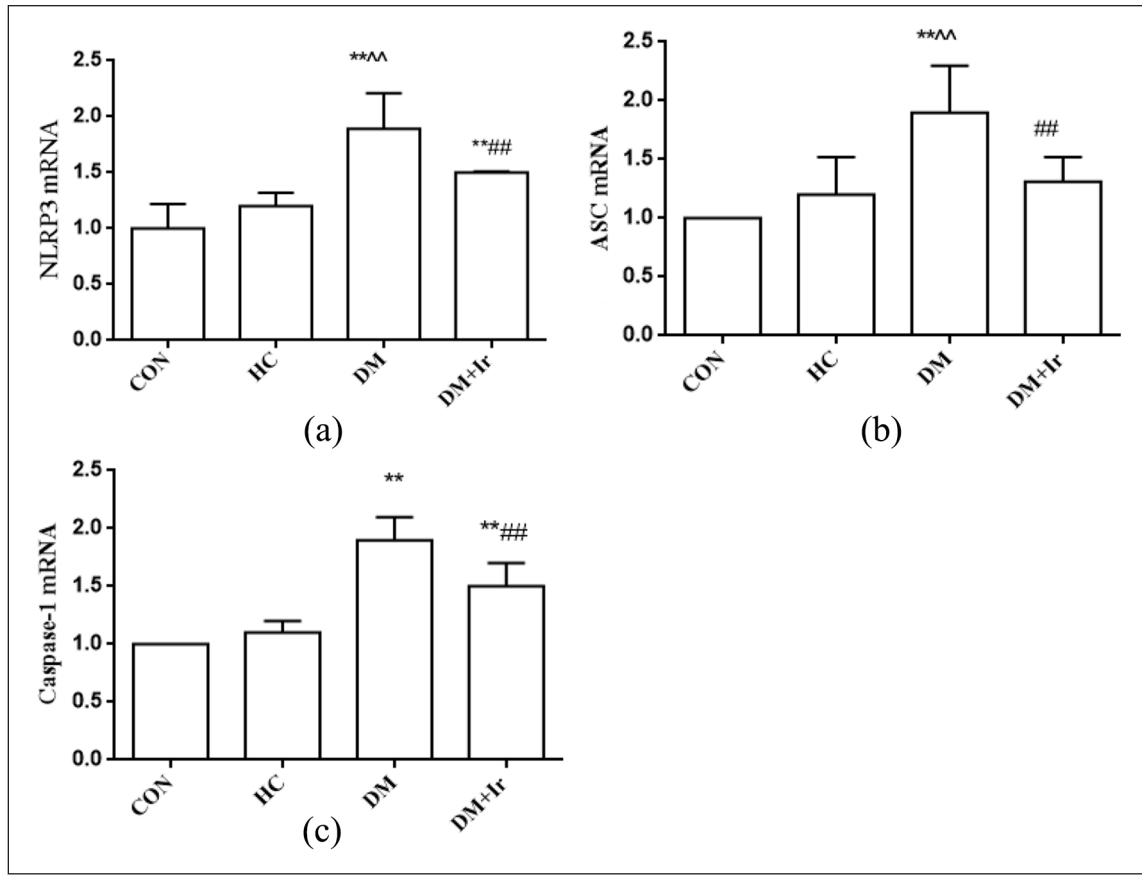 NLRP3 mRNA
2.5
2.0
1.5
1.0
0.5
0.0
**^^
**##
CON
HC
DM
DM+Ir
(a)
ASC mRNA
2.5
2.0
1.5
1.0
0.5
0.0
**^^
##
CON
HC
DM
DM+Ir
(b)
Caspase-1 mRNA
2.5
2.0
1.5
1.0
0.5
0.0
**
**##
CON
HC
DM
DM+Ir
(c)